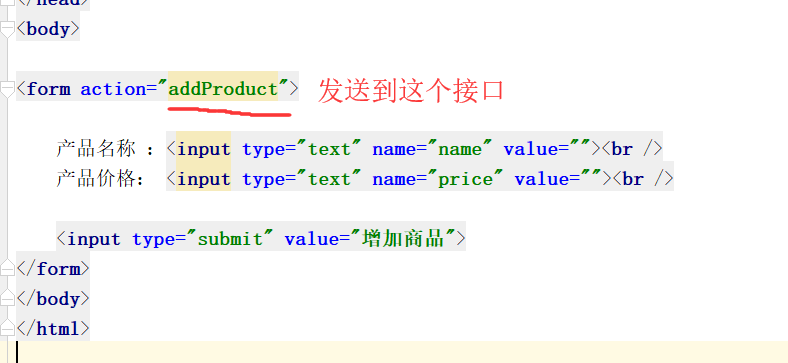 </head>
<body>
<form action="addProduct"> 发送到这个接口
产品名称 : <input type="text" name="name" value=""><br />
产品价格: <input type="text" name="price" value=""><br />
<input type="submit" value="增加商品">
</form>
</body>
</html>